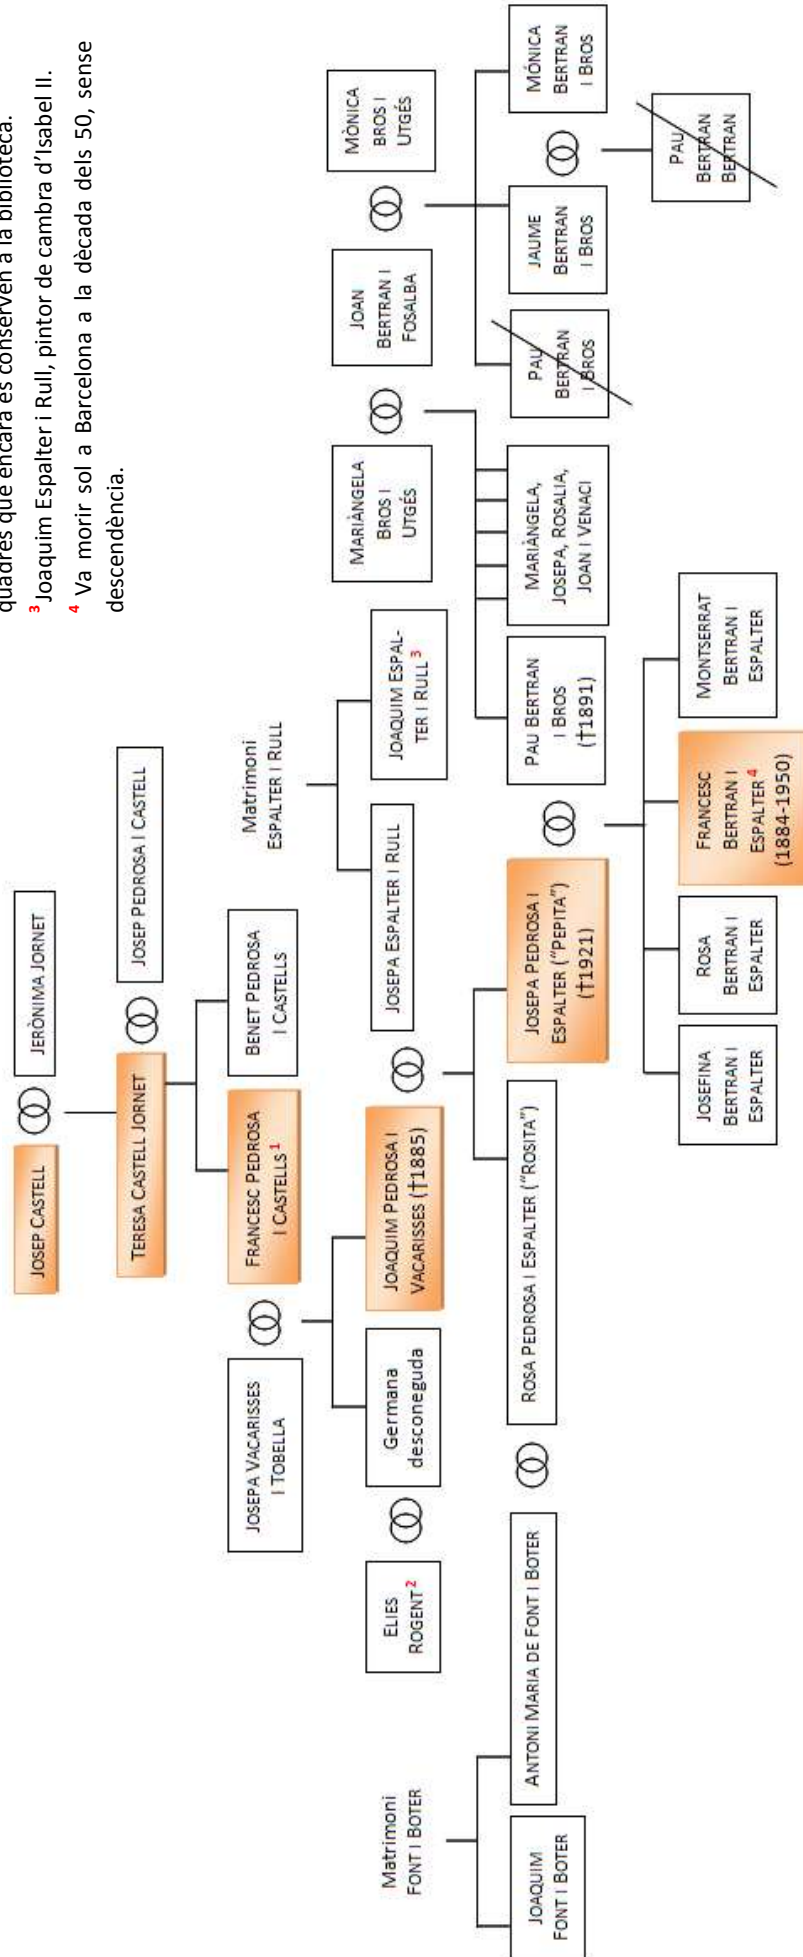 quadres que encara es conserven a la biblioteca.
3 Joaquim Espalter i Rull, pintor de cambra d'Isabel II.
4 Va morir sol a Barcelona a la dècada dels 50, sense
descendència.
JOSEP CASTELL
JERÒNIMA JORNET
TERESA CASTELL JORNET
JOSEP PEDROSA I CASTELL
JOSEPA VACARISSES
I TOBELLA
FRANCESC PEDROSA
I CASTELLS 1
BENET PEDROSA
I CASTELLS
Matrimoni
ESPALTER I RULL
MARIÀNGELA
BROS I
UTGÉS
JOAN
BERTRAN I
FOSALBA
MÒNICA
BROS I
UTGÉS
Matrimoni
FONT I BOTER
ELIES
ROGENT 2
Germana
desconeguda
JOAQUIM PEDROSA I
VACARISSES (†1885)
JOSEPA ESPALTER I RULL
JOAQUIM ESPAL-
TER I RULL 3
JOAQUIM
FONT I BOTER
ANTONI MARIA DE FONT I BOTER
ROSA PEDROSA I ESPALTER ("ROSITA")
JOSEPA PEDROSA I
ESPALTER ("PEPITA")
(†1921)
PAU BERTRAN
I BROS
(†1891)
MARIÀNGELA,
JOSEPA, ROSALIA,
JOAN I VENACI
PAU
BERTRAN
I BROS
JAUME
BERTRAN
I BROS
MÓNICA
BERTRAN
I BROS
JOSEFINA
BERTRAN I
ESPALTER
ROSA
BERTRAN I
ESPALTER
FRANCESC
BERTRAN I
ESPALTER 4
(1884-1950)
MONTSERRAT
BERTRAN I
ESPALTER
PAU
BERTRAN
BERTRAN